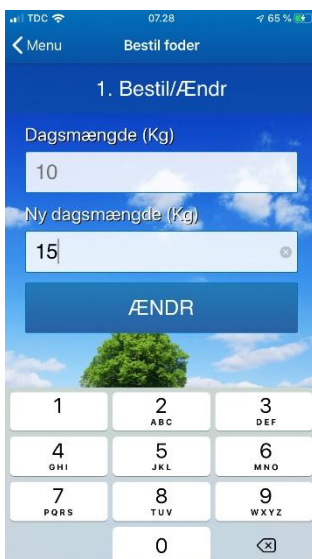 TDC 07.28 65 %
Menu Bestil foder
1. Bestil/Ændr
Dagsmængde (Kg)
10
Ny dagsmængde (Kg)
15
ÆNDR
1 2 3
ABC DEF
4 5 6
GHI JKL MNO
7 8 9
PQRS TUV WXYZ
0